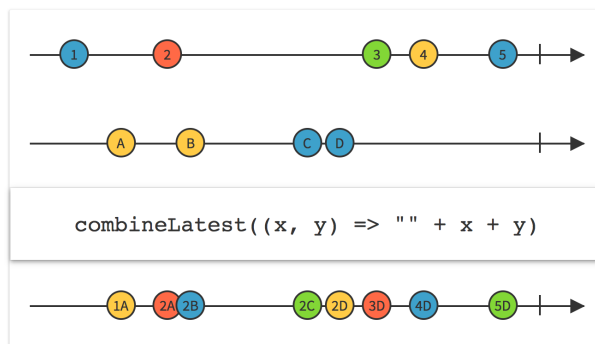 1 2 3 4 5
A B C D
combineLatest((x, y) => "" + x + y)
1A 2A 2B 2C 2D 3D 4D 5D